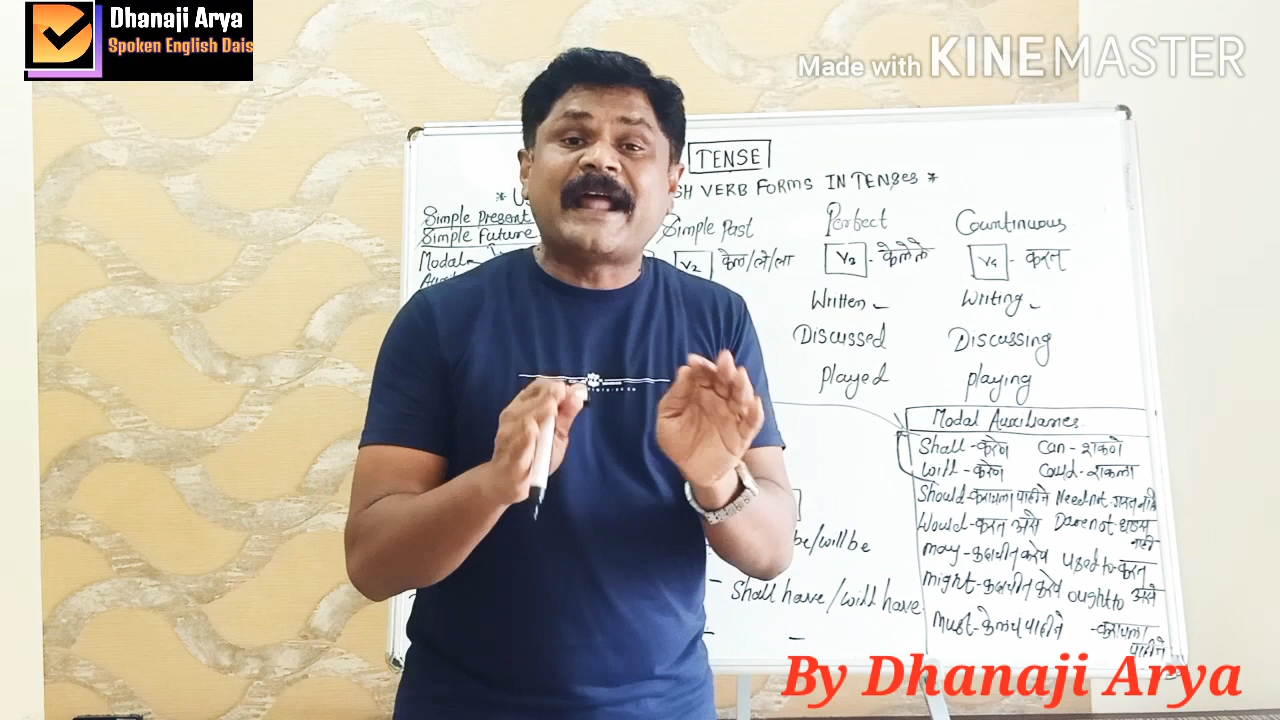 Dhanaji Arya
Spoken English Dais
Made with KINEMASTER
TENSE
SH VERB FORMS IN TENSES *
Simple Present
Simple Future
Modal
Simple Past
V2 केल/ले/ला
Perfect
V3 - केलेले
Countinuous
V4 - करत
Written -
Writing -
Discussed
Discussing
played
playing
Modal Auxiliaries
Shall - करेण Can - शकणे
will - करेण Could - शकला
Should - करायला पाहीजे Need not -
Would - करत असे Dare not - धाडस नाही
may - कदाचीत करेण used to - करत असे
might - कदाचीत करेण ought to - करायला पाहीजे
must - केलंच पाहीजे
be/will be
Shall have/will have
By Dhanaji Arya